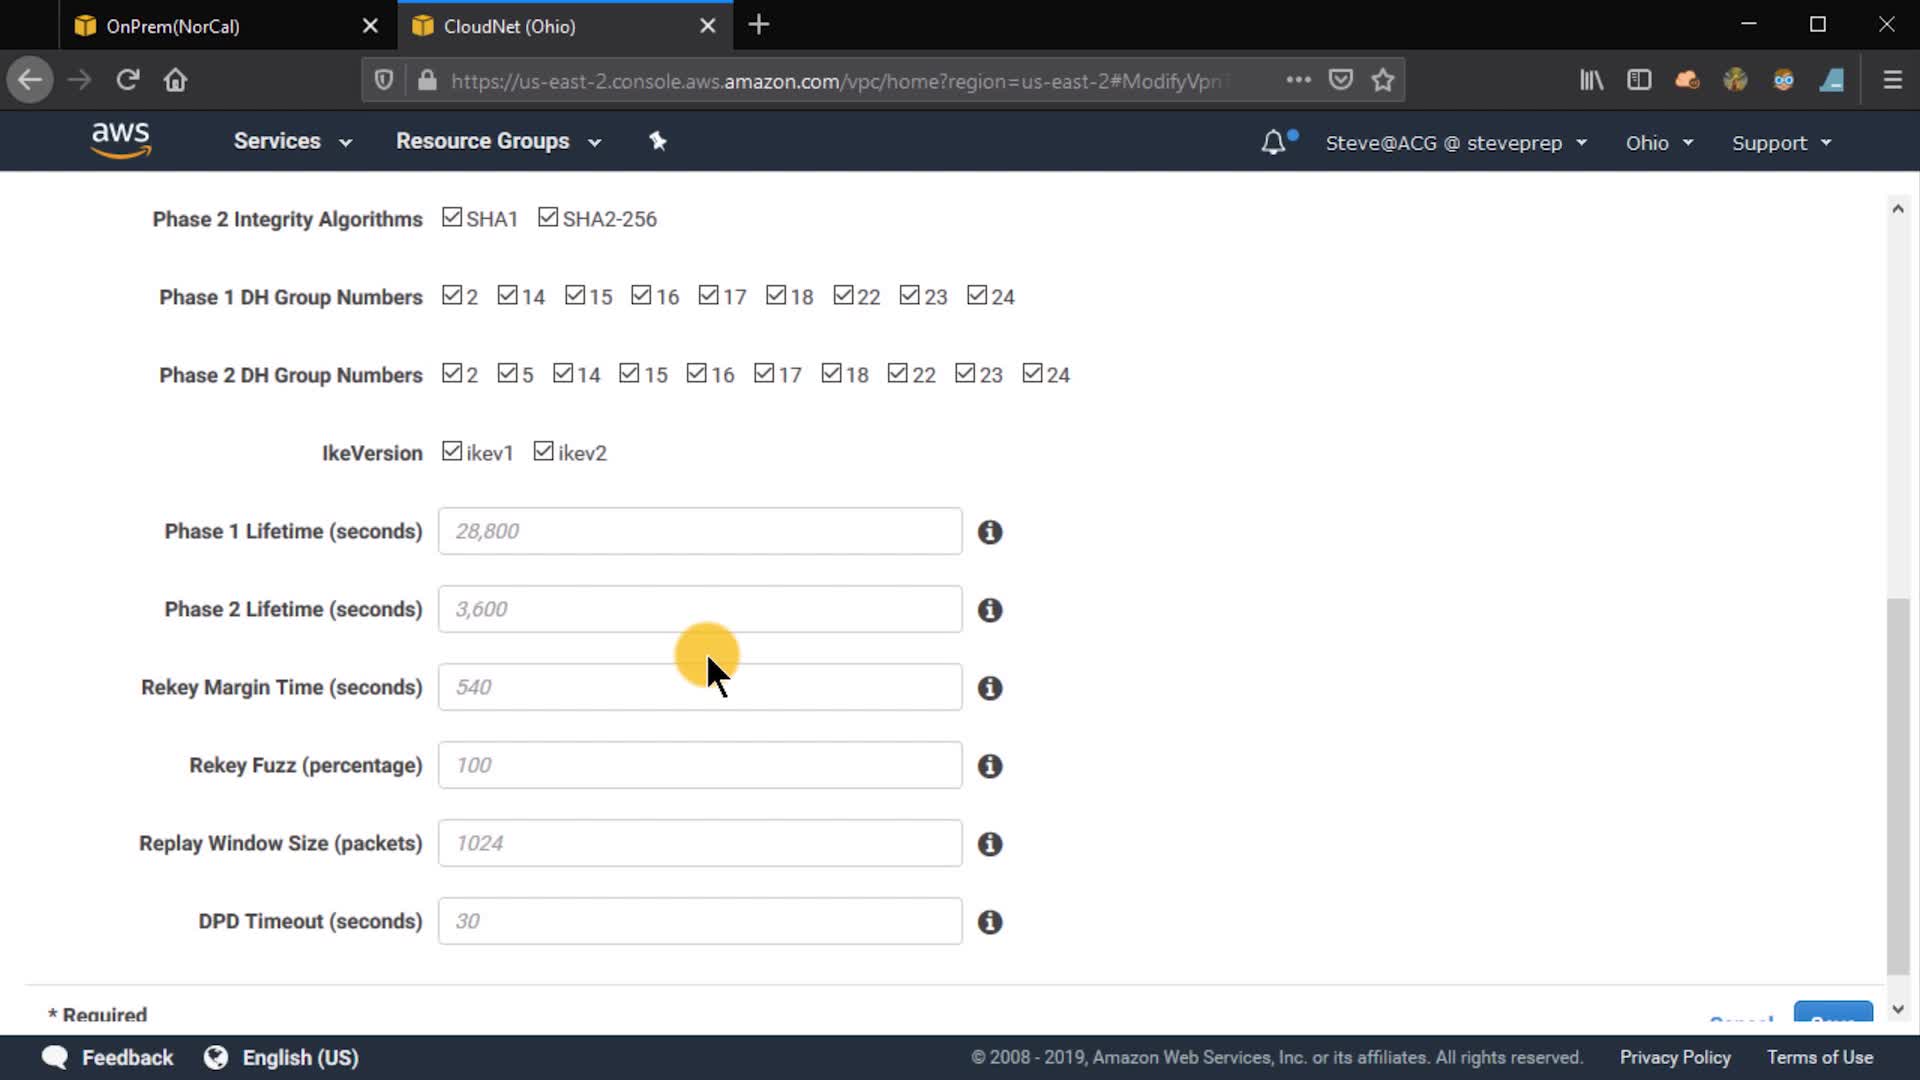 OnPrem(NorCal)
CloudNet (Ohio)
https://us-east-2.console.aws.amazon.com/vpc/home?region=us-east-2#ModifyVpn
aws Services Resource Groups Steve@ACG @ steveprep Ohio Support
Phase 2 Integrity Algorithms SHA1 SHA2-256
Phase 1 DH Group Numbers 2 14 15 16 17 18 22 23 24
Phase 2 DH Group Numbers 2 5 14 15 16 17 18 22 23 24
IkeVersion ikev1 ikev2
Phase 1 Lifetime (seconds) 28,800
Phase 2 Lifetime (seconds) 3,600
Rekey Margin Time (seconds) 540
Rekey Fuzz (percentage) 100
Replay Window Size (packets) 1024
DPD Timeout (seconds) 30
* Required Cancel Save
Feedback English (US) © 2008 - 2019, Amazon Web Services, Inc. or its affiliates. All rights reserved. Privacy Policy Terms of Use